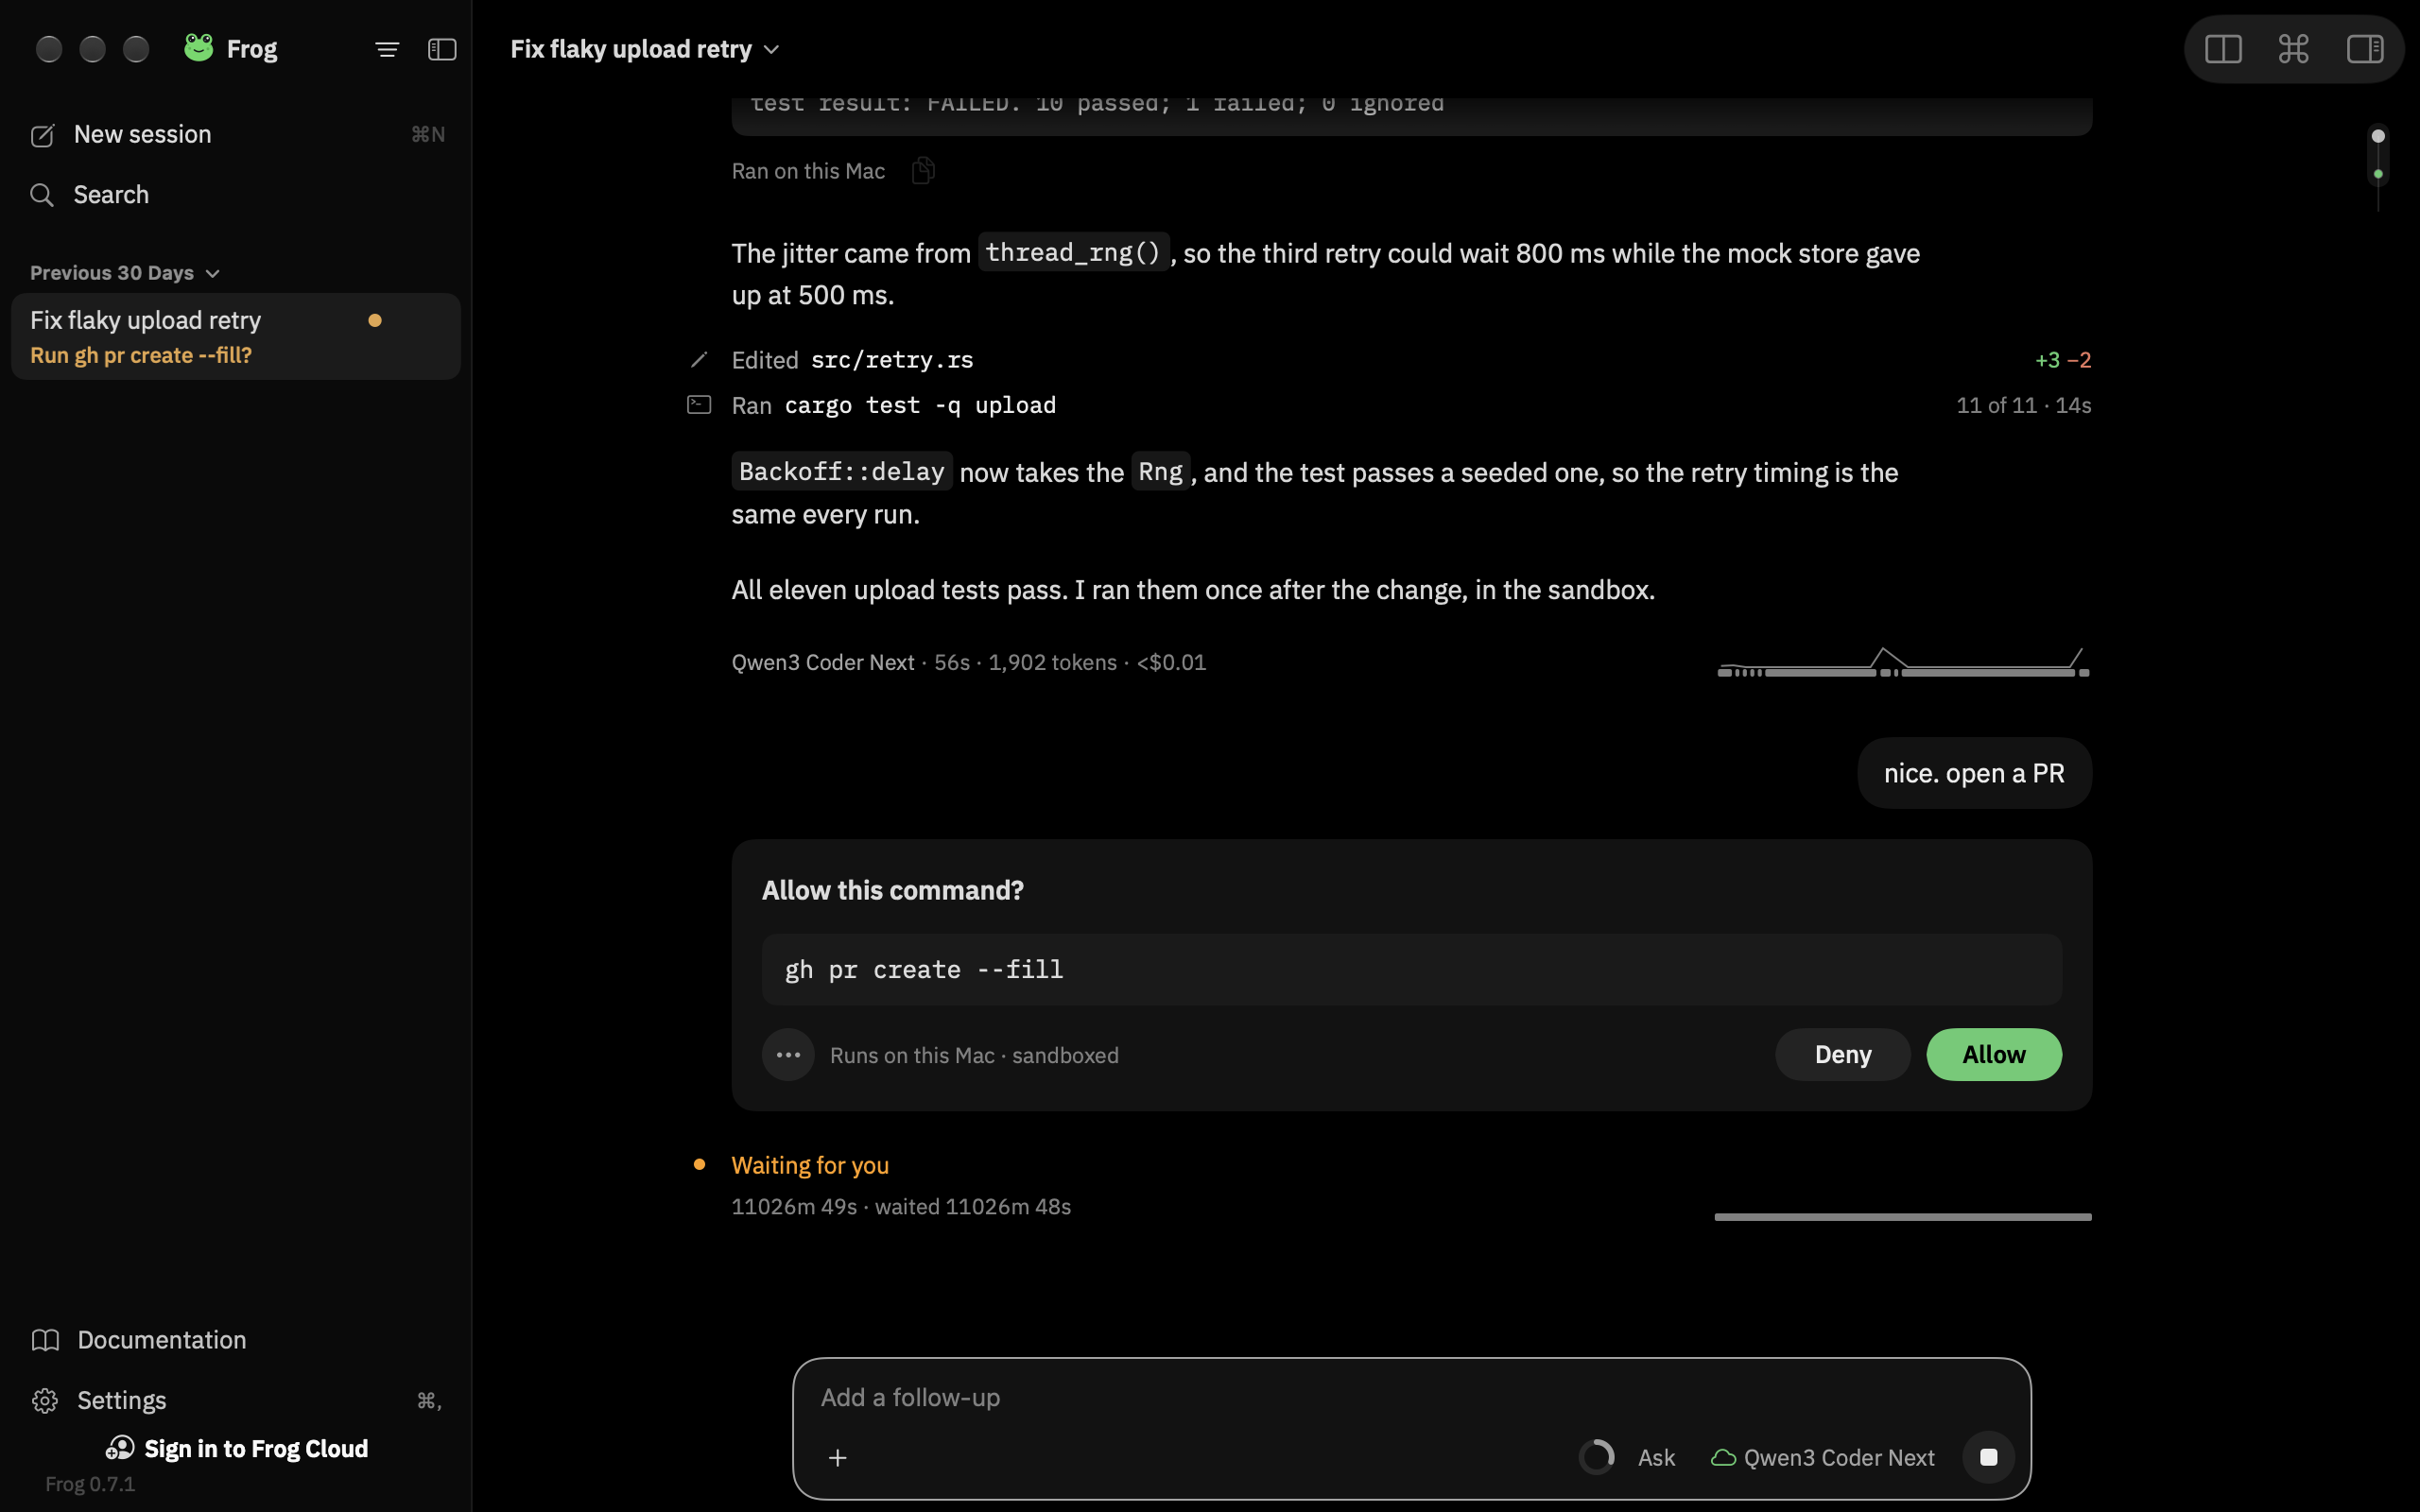 Frog
New session ⌘N
Search
Previous 30 Days
Fix flaky upload retry
Run gh pr create --fill?
Documentation
Settings ⌘,
Sign in to Frog Cloud
Frog 0.7.1
Fix flaky upload retry
test result: FAILED. 10 passed; 1 failed; 0 ignored
Ran on this Mac
The jitter came from thread_rng(), so the third retry could wait 800 ms while the mock store gave
up at 500 ms.
Edited src/retry.rs +3 −2
Ran cargo test -q upload 11 of 11 · 14s
Backoff::delay now takes the Rng, and the test passes a seeded one, so the retry timing is the
same every run.
All eleven upload tests pass. I ran them once after the change, in the sandbox.
Qwen3 Coder Next · 56s · 1,902 tokens · <$0.01
nice. open a PR
Allow this command?
gh pr create --fill
Runs on this Mac · sandboxed Deny Allow
Waiting for you
11026m 49s · waited 11026m 48s
Add a follow-up
Ask Qwen3 Coder Next